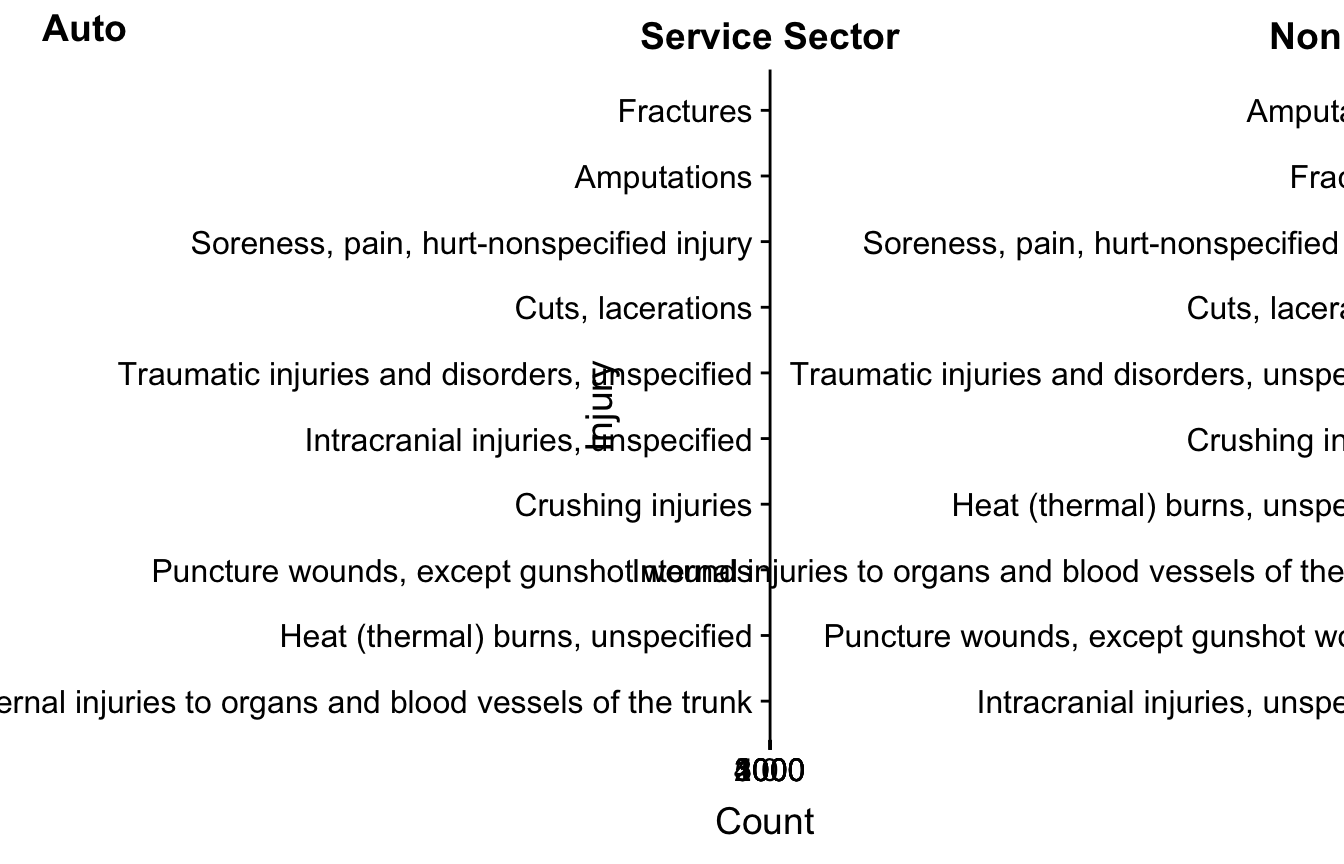 Auto
Service Sector
Non
Fractures
Amputa
Amputations
Frac
Soreness, pain, hurt-nonspecified injury
Soreness, pain, hurt-nonspecified
Cuts, lacerations
Cuts, lacera
Traumatic injuries and disorders, unspecified
Traumatic injuries and disorders, unspe
Injury
Intracranial injuries, unspecified
Crushing in
Crushing injuries
Heat (thermal) burns, unspe
Puncture wounds, except gunshot wounds
Internal injuries to organs and blood vessels of the
Heat (thermal) burns, unspecified
Puncture wounds, except gunshot wo
ernal injuries to organs and blood vessels of the trunk
Intracranial injuries, unspe
Count